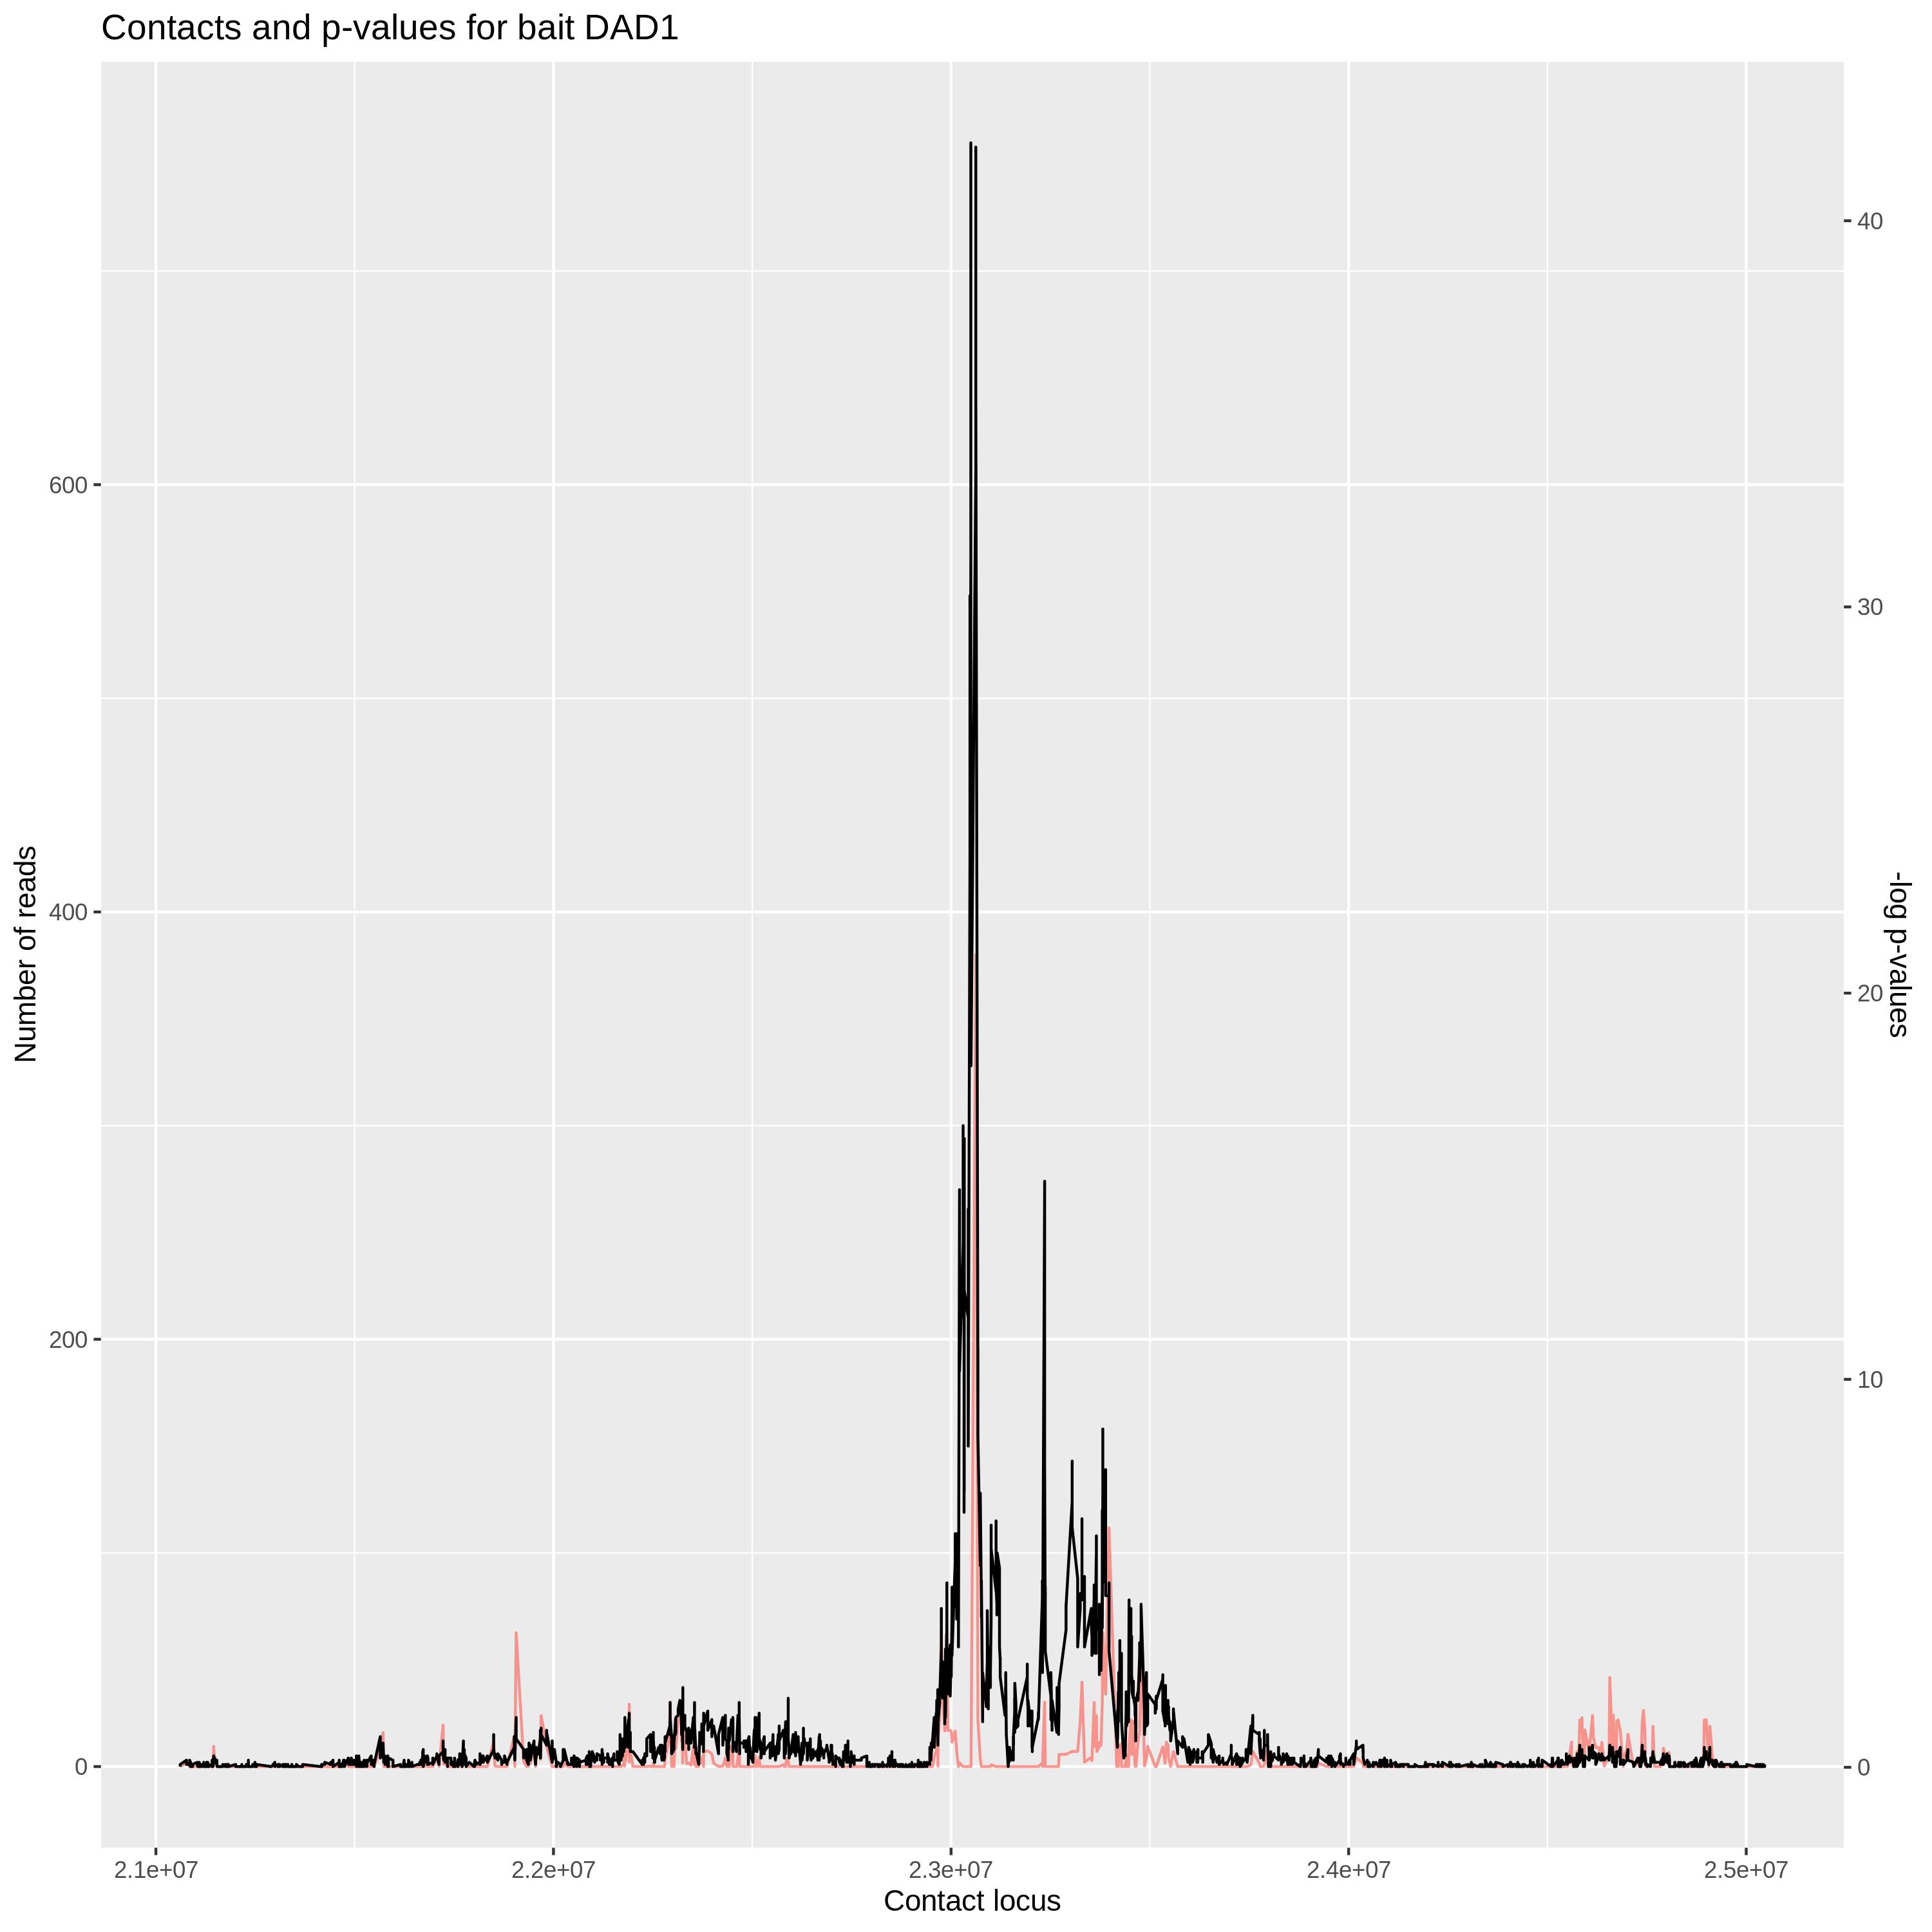 Contacts and p-values for bait DAD1
Number of reads
600
400
200
0
40
30
20
10
0
-log p-values
2.1e+07
2.2e+07
2.3e+07
2.4e+07
2.5e+07
Contact locus